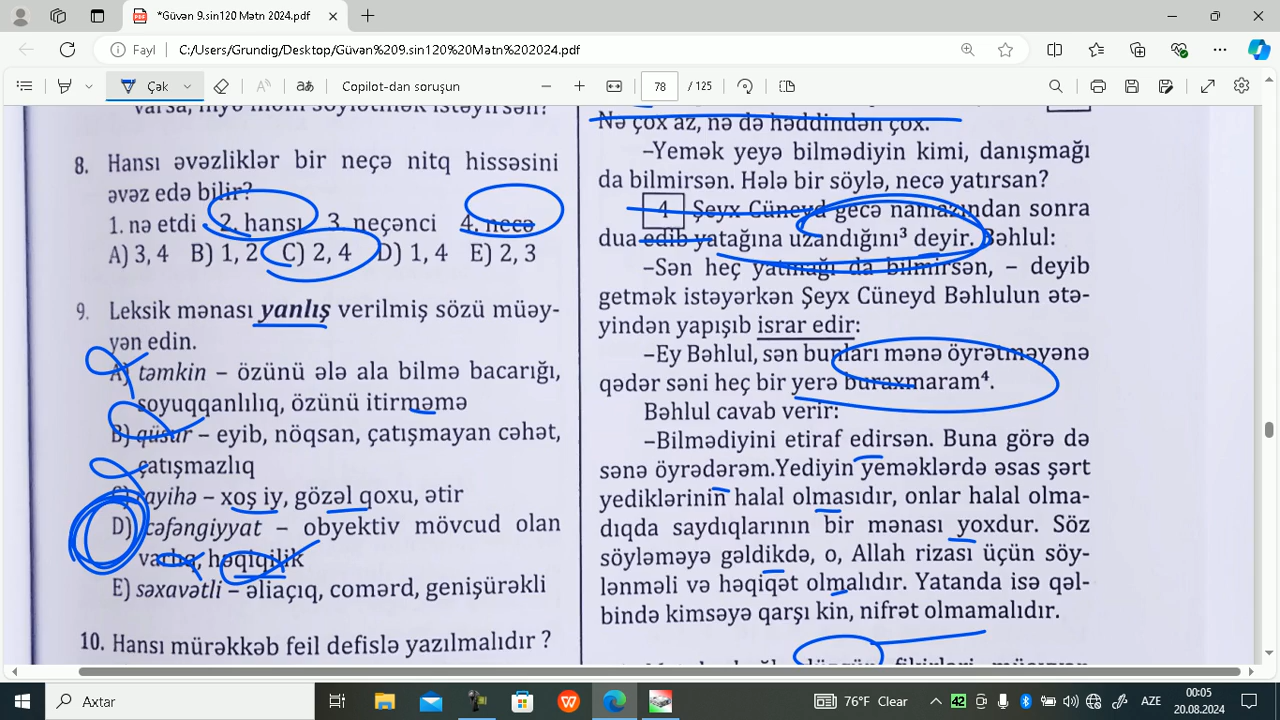 *Güvən 9.sin120 Mətn 2024.pdf
Fayl C:/Users/Grundig/Desktop/Güvən%209.sin120%20Mətn%202024.pdf
Çək Copilot-dan soruşun 78 / 125
varsa, niyə mom söylətmək istəyirsən?
8. Hansı əvəzliklər bir neçə nitq hissəsini
əvəz edə bilir?
1. nə etdi 2. hansı 3. neçənci 4. necə
A) 3, 4 B) 1, 2 C) 2, 4 D) 1, 4 E) 2, 3
9. Leksik mənası yanlış verilmiş sözü müəy-
yən edin.
A) təmkin – özünü ələ ala bilmə bacarığı,
soyuqqanlılıq, özünü itirməmə
B) qüsur – eyib, nöqsan, çatışmayan cəhət,
çatışmazlıq
C) rayihə – xoş iy, gözəl qoxu, ətir
D) cəfəngiyyat – obyektiv mövcud olan
varlıq, həqiqilik
E) səxavətli – əliaçıq, comərd, genişürəkli
10. Hansı mürəkkəb feil defislə yazılmalıdır ?
Nə çox az, nə də həddindən çox.
–Yemək yeyə bilmədiyin kimi, danışmağı
da bilmirsən. Hələ bir söylə, necə yatırsan?
4 Şeyx Cüneyd gecə namazından sonra
dua edib yatağına uzandığını³ deyir. Bəhlul:
–Sən heç yatmağı da bilmirsən, – deyib
getmək istəyərkən Şeyx Cüneyd Bəhlulun ətə-
yindən yapışıb israr edir:
–Ey Bəhlul, sən bunları mənə öyrətməyənə
qədər səni heç bir yerə buraxmaram⁴.
Bəhlul cavab verir:
–Bilmədiyini etiraf edirsən. Buna görə də
sənə öyrədərəm.Yediyin yeməklərdə əsas şərt
yediklərinin halal olmasıdır, onlar halal olma-
dıqda saydıqlarının bir mənası yoxdur. Söz
söyləməyə gəldikdə, o, Allah rizası üçün söy-
lənməli və həqiqət olmalıdır. Yatanda isə qəl-
bində kimsəyə qarşı kin, nifrət olmamalıdır.
Axtar 76°F Clear 42 AZE 00:05
20.08.2024